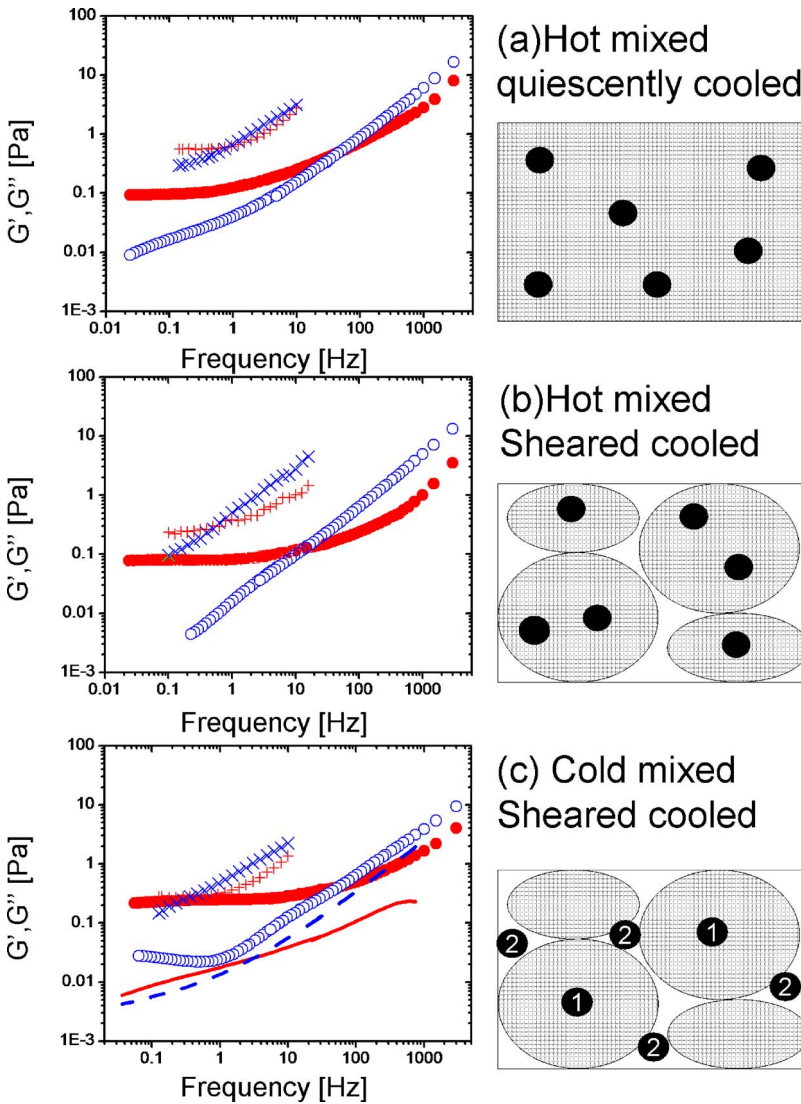 (a)Hot mixed
quiescently cooled
G’,G’’ [Pa]
100
10
1
0.1
0.01
1E-3
0.01 0.1 1 10 100 1000
Frequency [Hz]
(b)Hot mixed
Sheared cooled
G’,G’’ [Pa]
100
10
1
0.1
0.01
1E-3
0.01 0.1 1 10 100 1000
Frequency [Hz]
(c) Cold mixed
Sheared cooled
G’,G’’ [Pa]
100
10
1
0.1
0.01
1E-3
0.1 1 10 100 1000
Frequency [Hz]
2
2
1
2
1
2